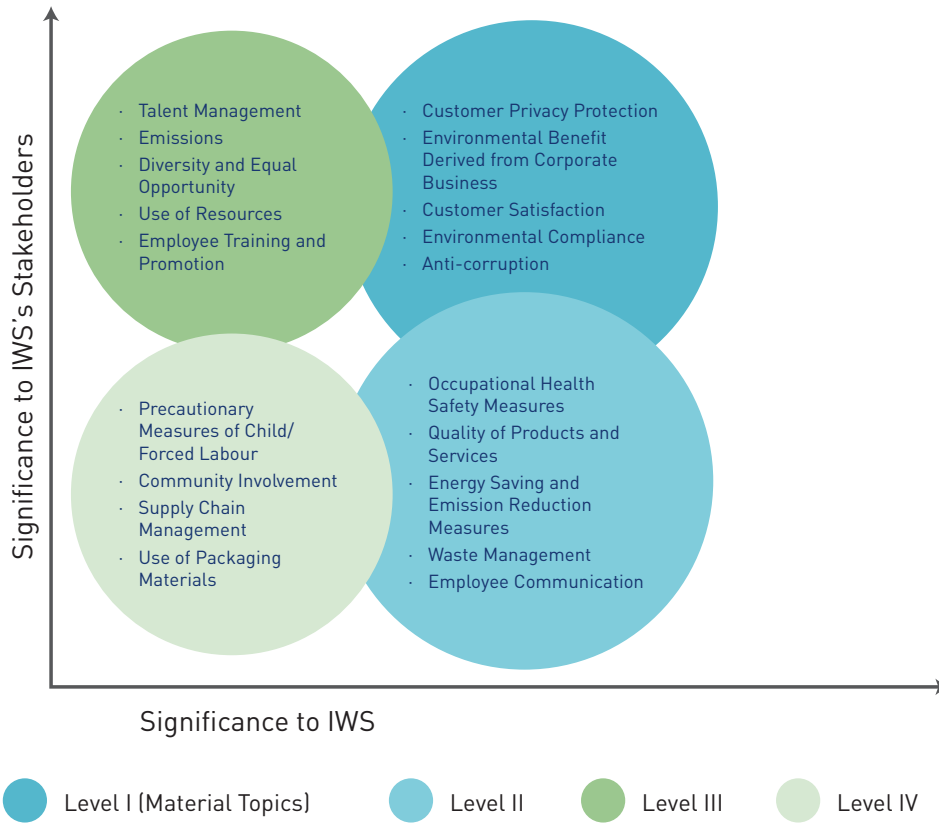 Significance to IWS's Stakeholders
· Talent Management
· Emissions
· Diversity and Equal
Opportunity
· Use of Resources
· Employee Training and
Promotion
· Customer Privacy Protection
· Environmental Benefit
Derived from Corporate
Business
· Customer Satisfaction
· Environmental Compliance
· Anti-corruption
· Precautionary
Measures of Child/
Forced Labour
· Community Involvement
· Supply Chain
Management
· Use of Packaging
Materials
· Occupational Health
Safety Measures
· Quality of Products and
Services
· Energy Saving and
Emission Reduction
Measures
· Waste Management
· Employee Communication
Significance to IWS
Level I (Material Topics)
Level II
Level III
Level IV